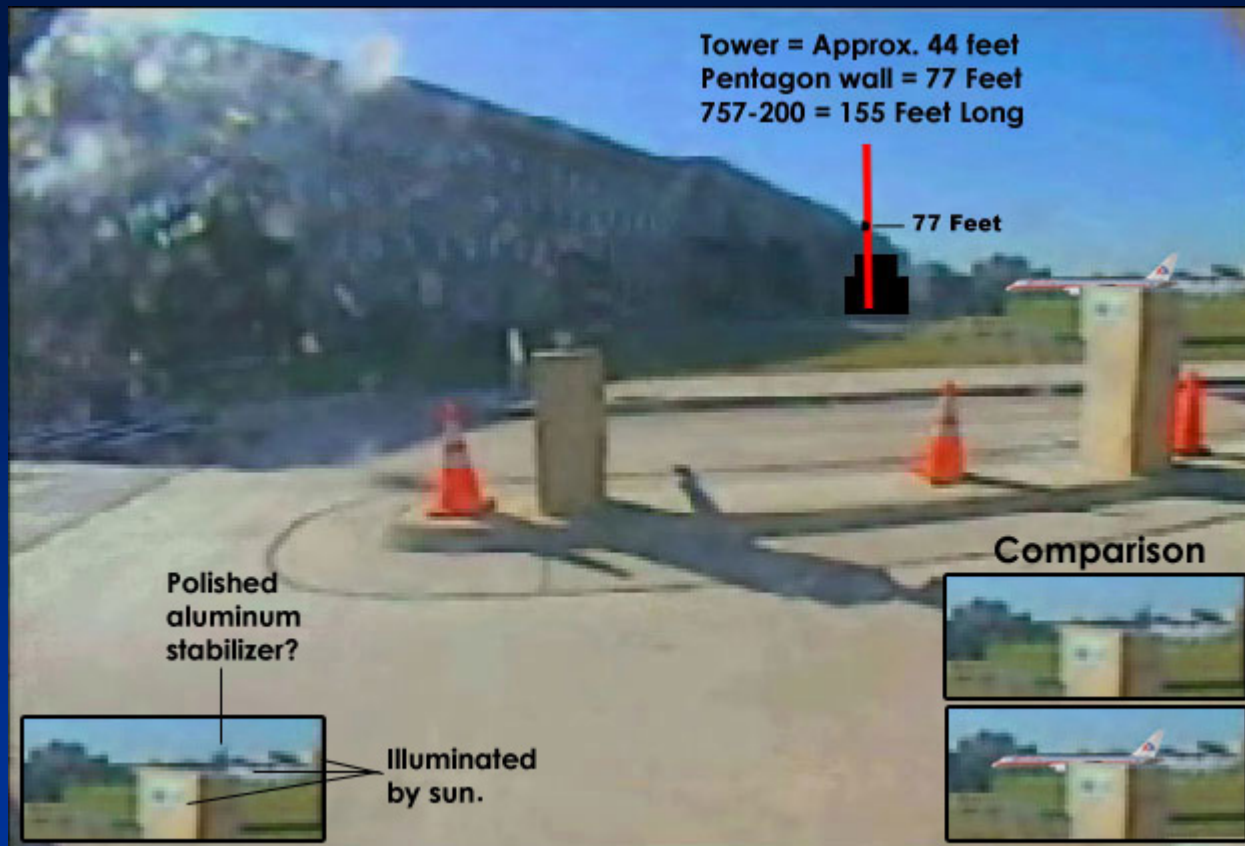 Tower = Approx. 44 feet
Pentagon wall = 77 Feet
757-200 = 155 Feet Long
77 Feet
Comparison
Polished
aluminum
stabilizer?
Illuminated
by sun.